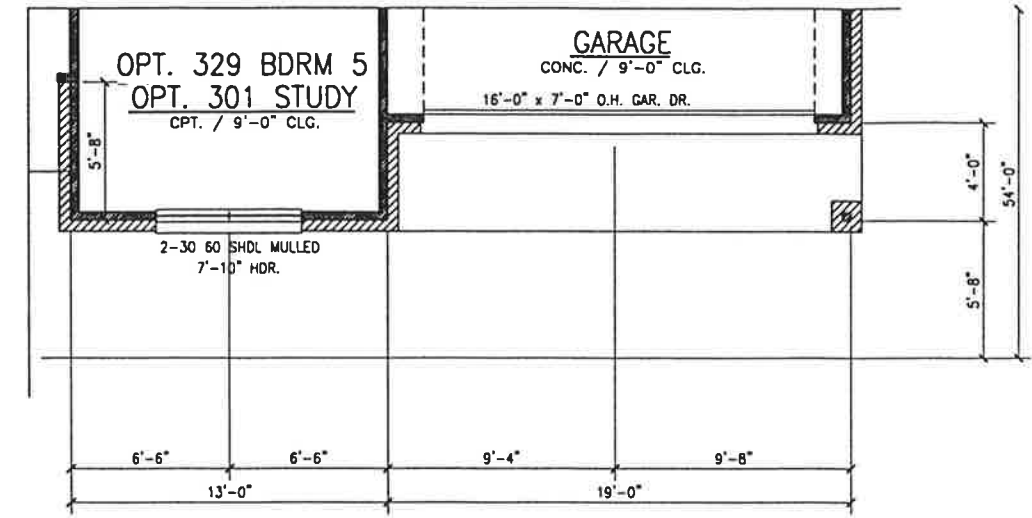 OPT. 329 BDRM 5
OPT. 301 STUDY
CPT. / 9'-0" CLG.
GARAGE
CONC. / 9'-0" CLG.
16'-0" x 7'-0" O.H. GAR. DR.
5'-8"
4'-0"
54'-0"
2-30 60 SHDL MULLED
7'-10" HDR.
5'-8"
6'-6"
6'-6"
9'-4"
9'-8"
13'-0"
19'-0"